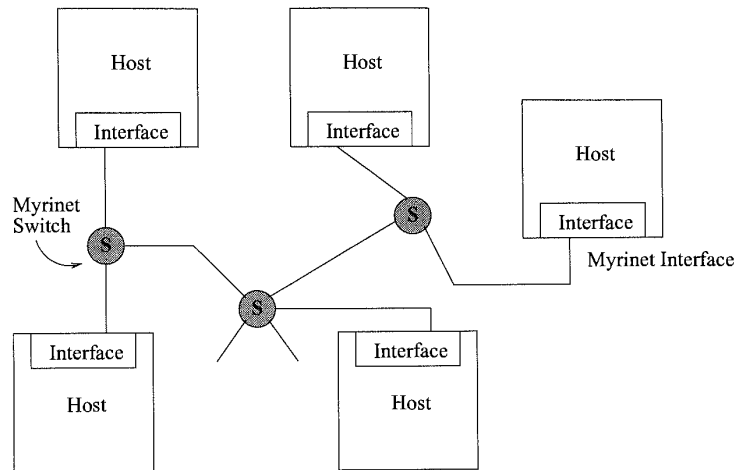 Host
Interface
Host
Interface
Host
Interface
Myrinet Interface
Myrinet
Switch
S
S
S
Interface
Host
Interface
Host